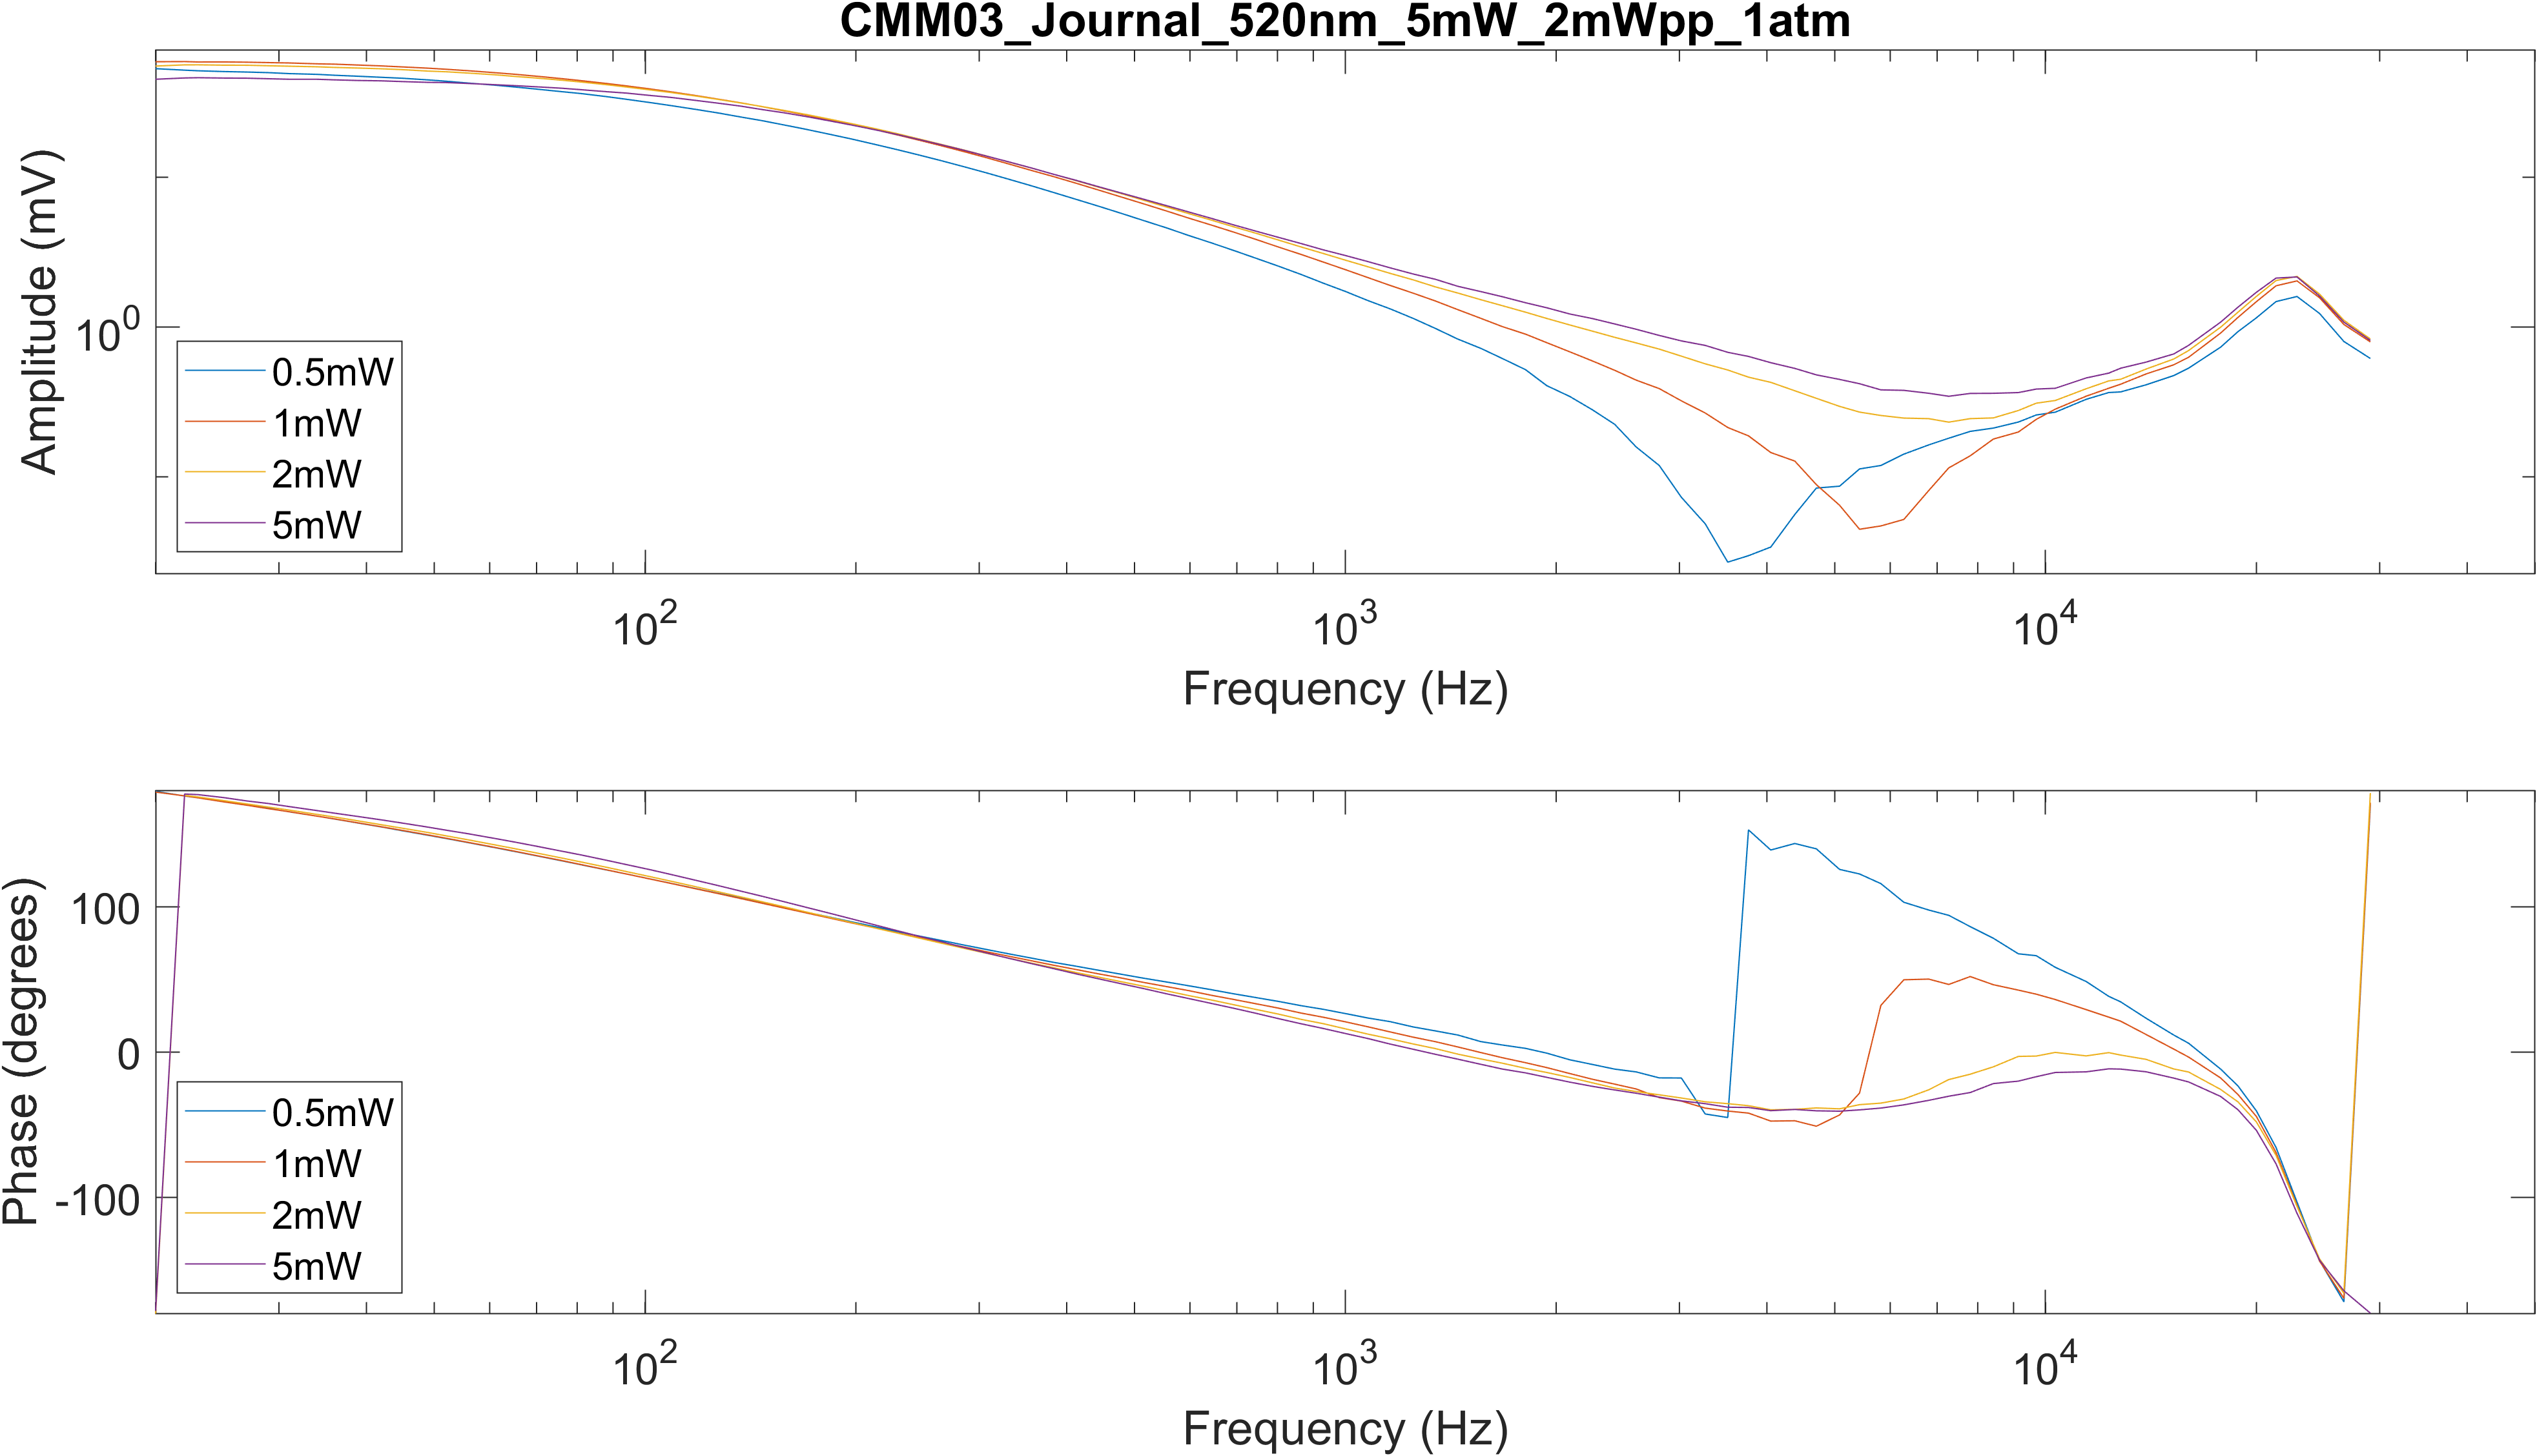 CMM03_Journal_520nm_5mW_2mWpp_1atm
Amplitude (mV)
10^0
0.5mW
1mW
2mW
5mW
10^2 10^3 10^4
Frequency (Hz)
Phase (degrees)
100
0
-100
0.5mW
1mW
2mW
5mW
10^2 10^3 10^4
Frequency (Hz)